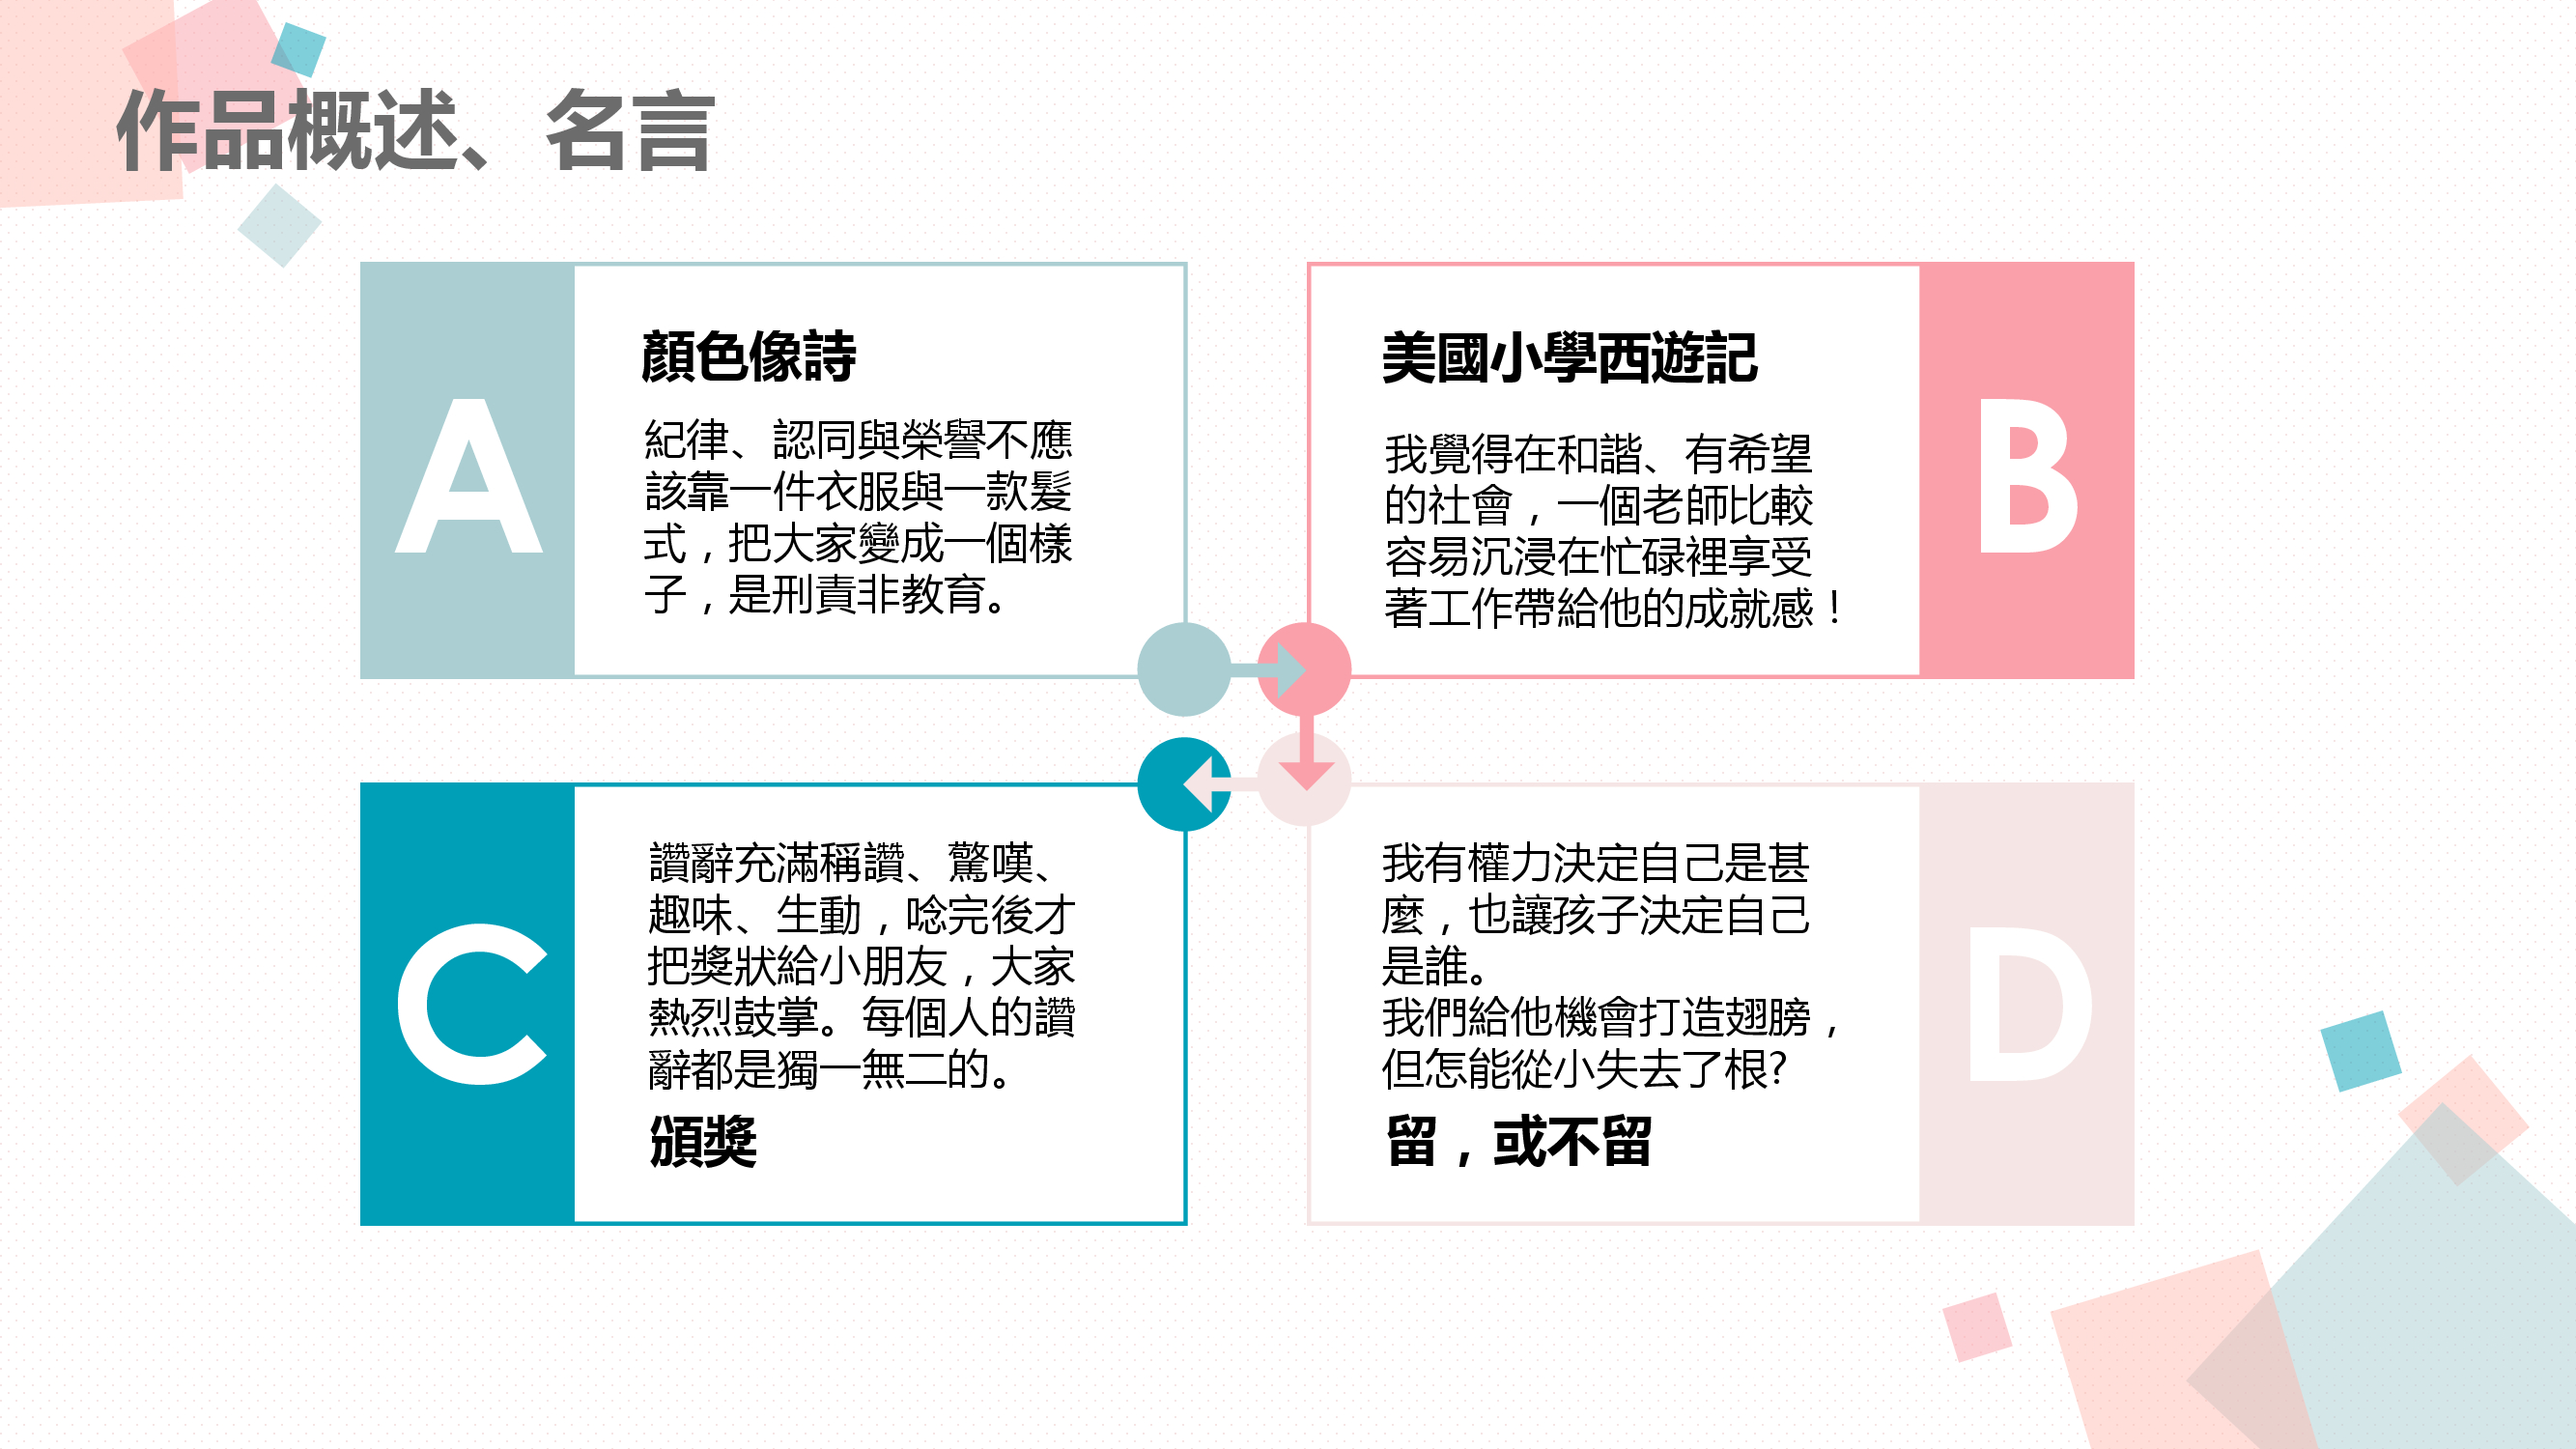 作品概述、名言
A
顏色像詩
紀律、認同與榮譽不應
該靠一件衣服與一款髮
式，把大家變成一個樣
子，是刑責非教育。
美國小學西遊記
我覺得在和諧、有希望
的社會，一個老師比較
容易沉浸在忙碌裡享受
著工作帶給他的成就感！
B
C
讚辭充滿稱讚、驚嘆、
趣味、生動，唸完後才
把獎狀給小朋友，大家
熱烈鼓掌。每個人的讚
辭都是獨一無二的。
頒獎
我有權力決定自己是甚
麼，也讓孩子決定自己
是誰。
我們給他機會打造翅膀，
但怎能從小失去了根?
留，或不留
D